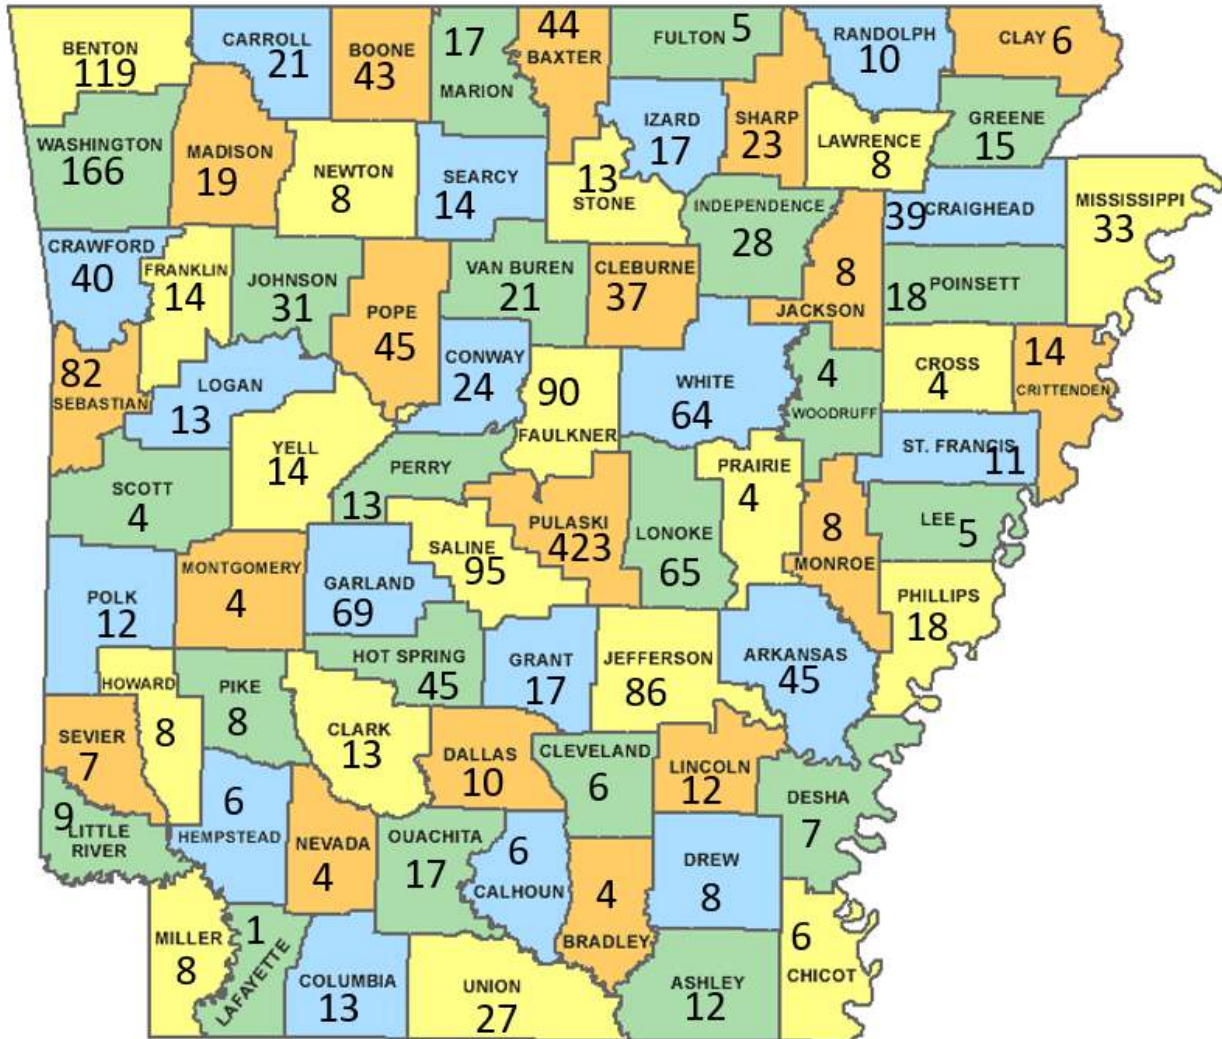 BENTON
119
CARROLL
21
BOONE
43
17
MARION
44
BAXTER
FULTON 5
RANDOLPH
10
CLAY 6
WASHINGTON
166
MADISON
19
NEWTON
8
SEARCY
14
13
STONE
IZARD
17
SHARP
23
LAWRENCE
8
GREENE
15
INDEPENDENCE
28
39 CRAIGHEAD
MISSISSIPPI
33
CRAWFORD
40
FRANKLIN
14
JOHNSON
31
POPE
45
VAN BUREN
21
CLEBURNE
37
8
JACKSON
18 POINSETT
82
SEBASTIAN
LOGAN
13
CONWAY
24
90
FAULKNER
WHITE
64
4
WOODRUFF
CROSS
4
14
CRITTENDEN
YELL
14
PERRY
13
PRAIRIE
4
ST. FRANCIS
11
SCOTT
4
SALINE
95
PULASKI
423
LONOKE
65
8
MONROE
LEE 5
POLK
12
MONTGOMERY
4
GARLAND
69
PHILLIPS
18
HOT SPRING
45
GRANT
17
JEFFERSON
86
ARKANSAS
45
HOWARD
8
PIKE
8
CLARK
13
SEVIER
7
DALLAS
10
CLEVELAND
6
LINCOLN
12
DESHA
7
9
LITTLE
RIVER
6
HEMPSTEAD
NEVADA
4
OUACHITA
17
6
CALHOUN
4
BRADLEY
DREW
8
MILLER
8
1
LAFAYETTE
COLUMBIA
13
UNION
27
ASHLEY
12
6
CHICOT